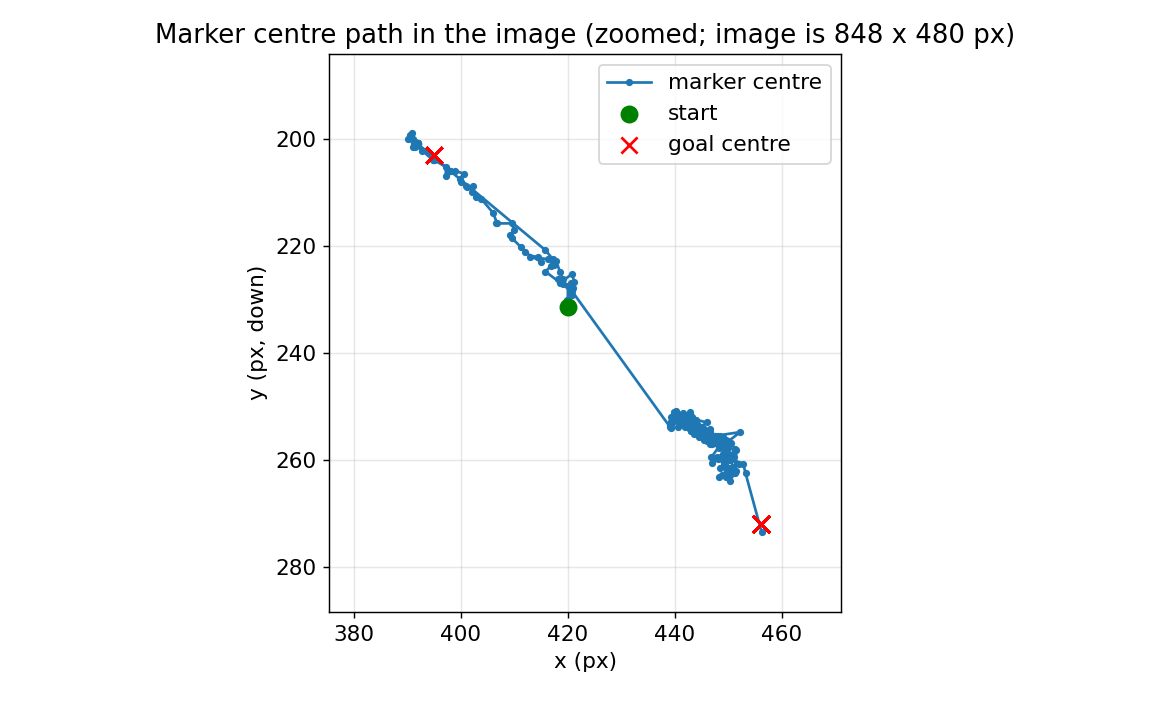 Marker centre path in the image (zoomed; image is 848 x 480 px)
marker centre
start
goal centre
200
220
240
260
280
y (px, down)
380
400
420
440
460
x (px)